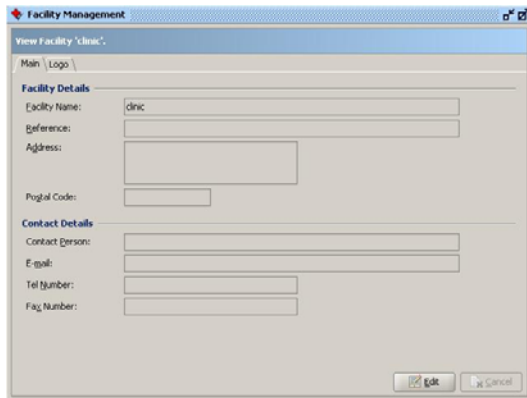 Facility Management
View Facility 'clinic'.
Main Logo
Facility Details
Facility Name: clinic
Reference:
Address:
Postal Code:
Contact Details
Contact Person:
E-mail:
Tel Number:
Fax Number:
Edit Cancel